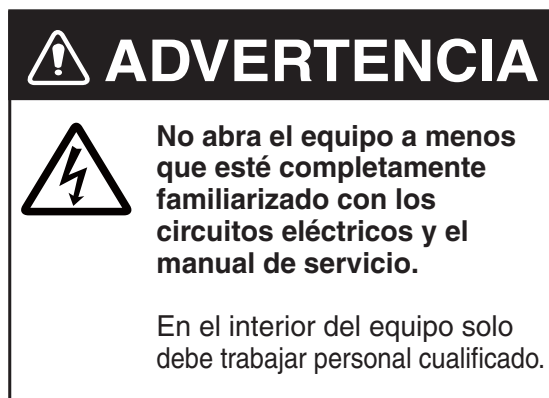 ADVERTENCIA
No abra el equipo a menos
que esté completamente
familiarizado con los
circuitos eléctricos y el
manual de servicio.
En el interior del equipo solo
debe trabajar personal cualificado.